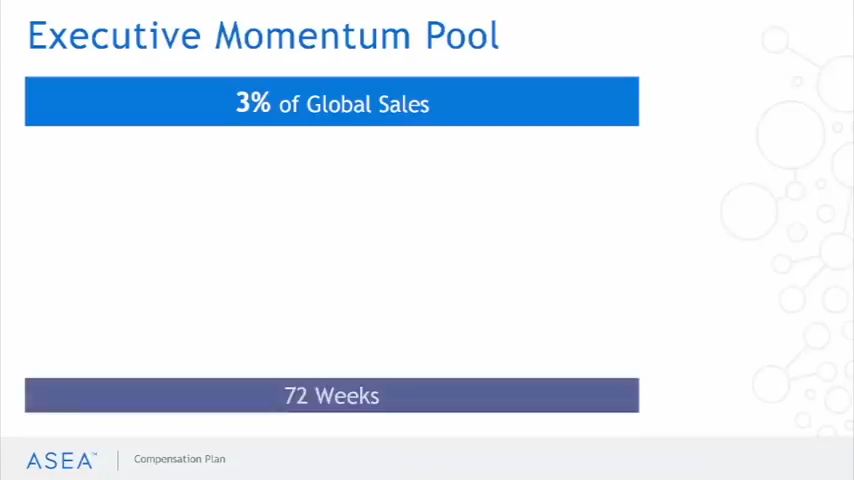 Executive Momentum Pool
3% of Global Sales
72 Weeks
ASEA™ | Compensation Plan